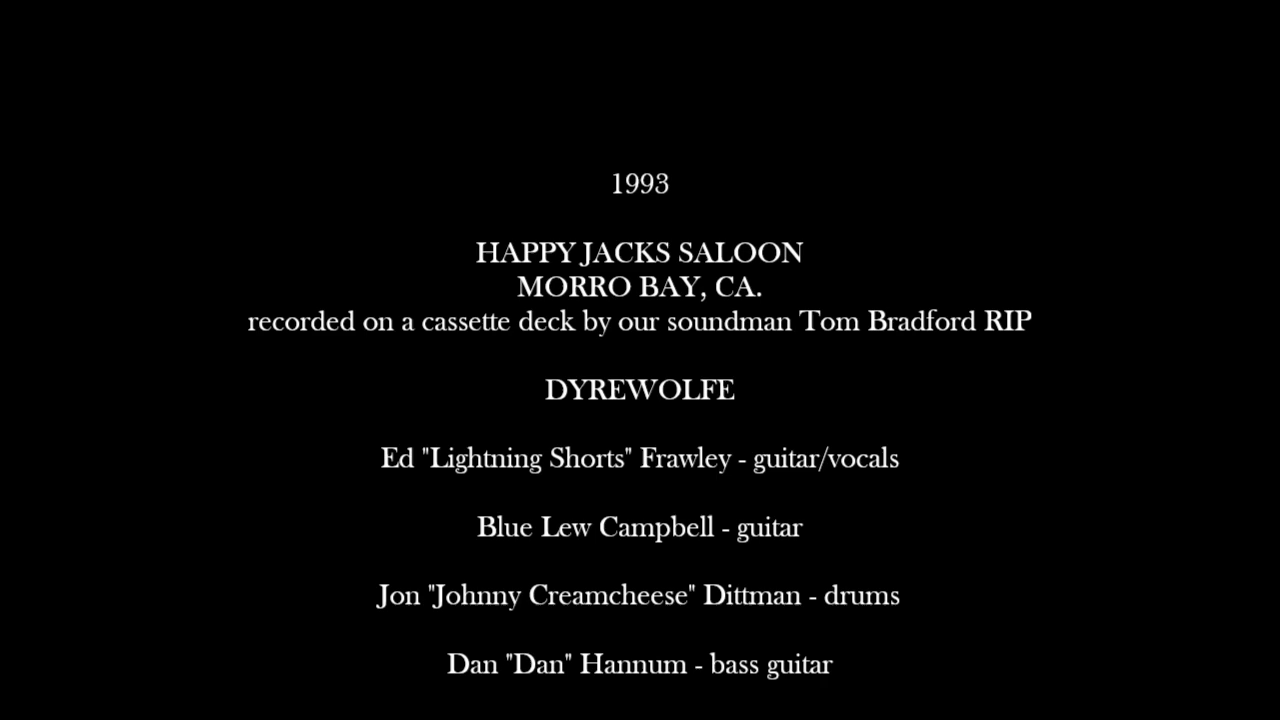 1993
HAPPY JACKS SALOON
MORRO BAY, CA.
recorded on a cassette deck by our soundman Tom Bradford RIP
DYREWOLFE
Ed "Lightning Shorts" Frawley - guitar/vocals
Blue Lew Campbell - guitar
Jon "Johnny Creamcheese" Dittman - drums
Dan "Dan" Hannum - bass guitar